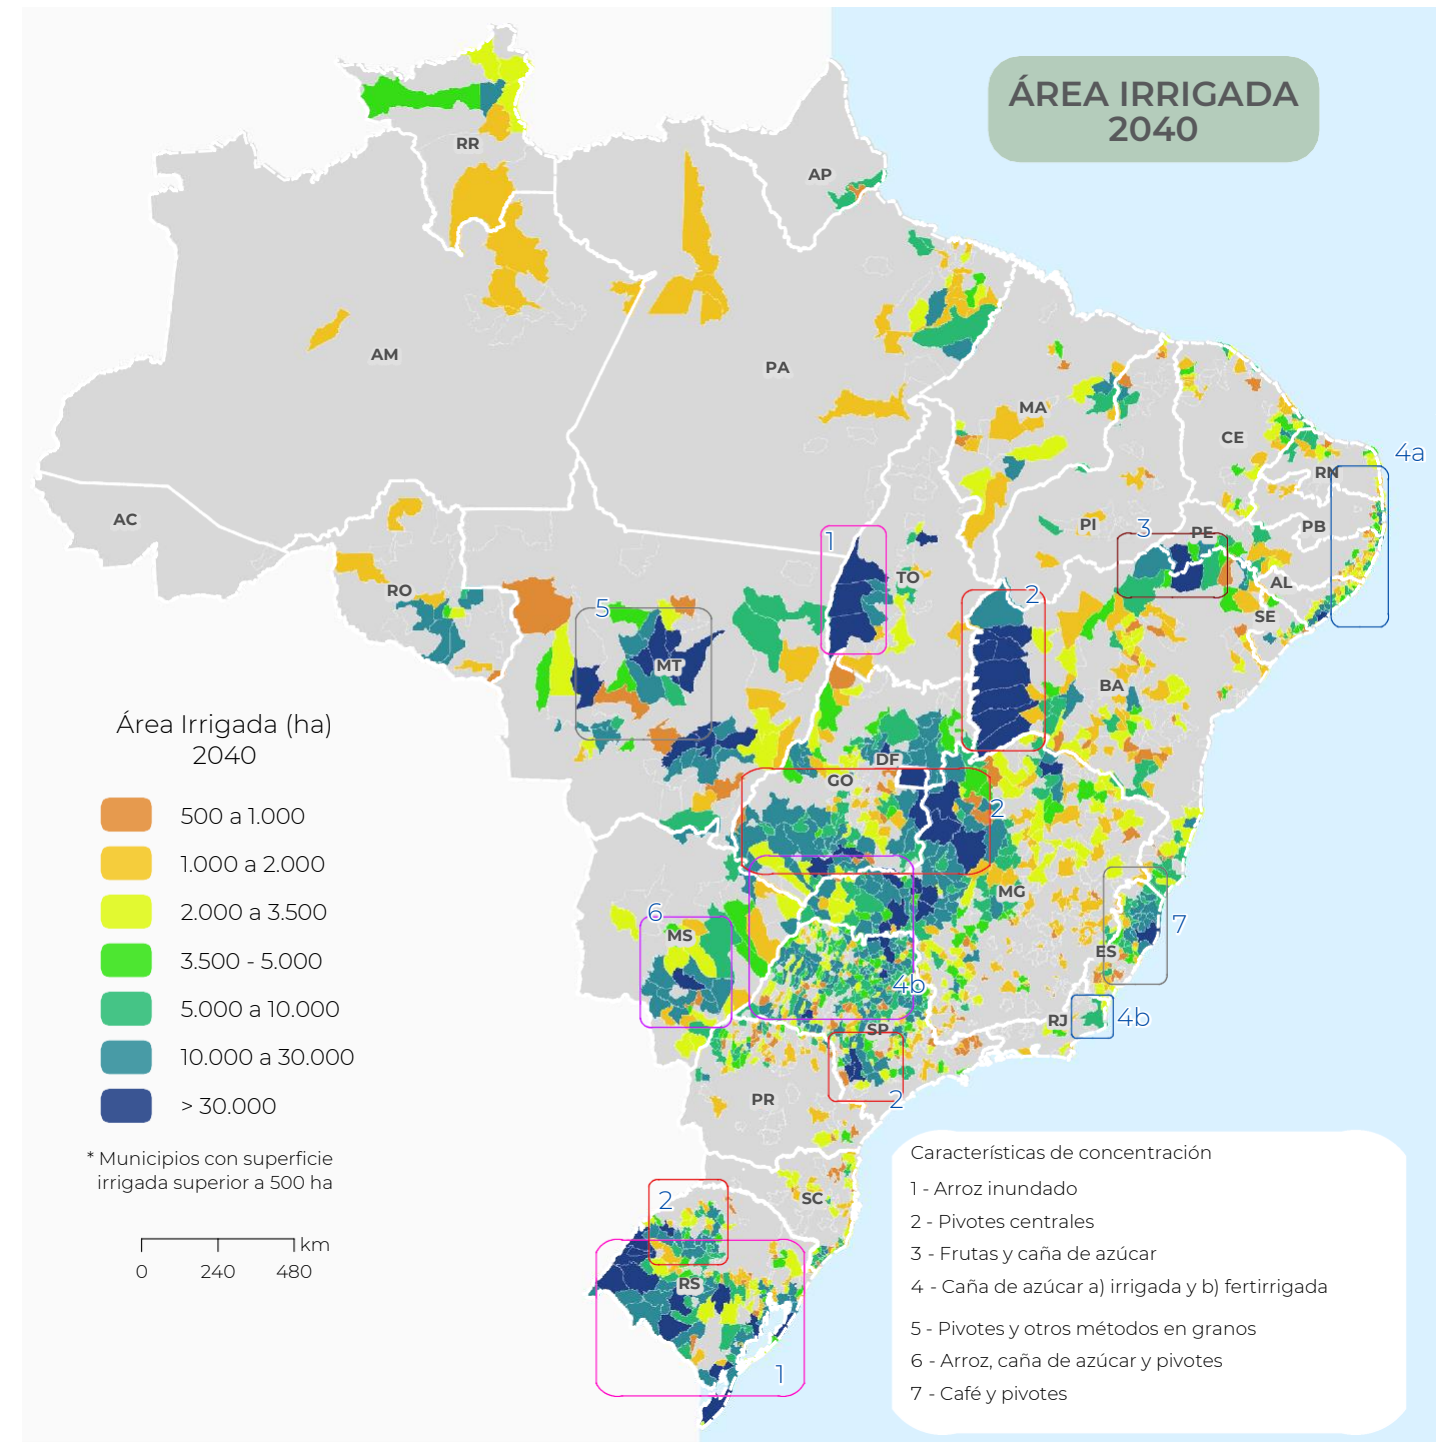 ÁREA IRRIGADA
2040
RR
AP
AM
PA
MA
CE
RN
4a
AC
PI
3
PE
PB
1
TO
RO
AL
2
SE
5
MT
BA
Área Irrigada (ha)
2040
DF
GO
2
500 a 1.000
1.000 a 2.000
2.000 a 3.500
3.500 - 5.000
5.000 a 10.000
10.000 a 30.000
> 30.000
MG
6
MS
7
ES
4b
RJ
4b
SP
2
PR
* Municipios con superficie
irrigada superior a 500 ha
km
0 240 480
2
SC
RS
1
Características de concentración
1 - Arroz inundado
2 - Pivotes centrales
3 - Frutas y caña de azúcar
4 - Caña de azúcar a) irrigada y b) fertirrigada
5 - Pivotes y otros métodos en granos
6 - Arroz, caña de azúcar y pivotes
7 - Café y pivotes